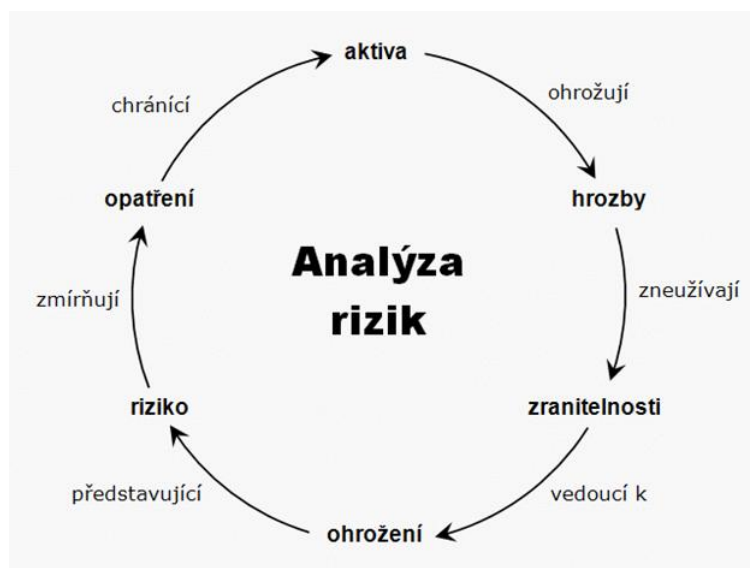 aktiva
ohrožují
hrozby
zneužívají
zranitelnosti
vedoucí k
ohrožení
představující
riziko
zmírňují
opatření
chránící
Analýza
rizik